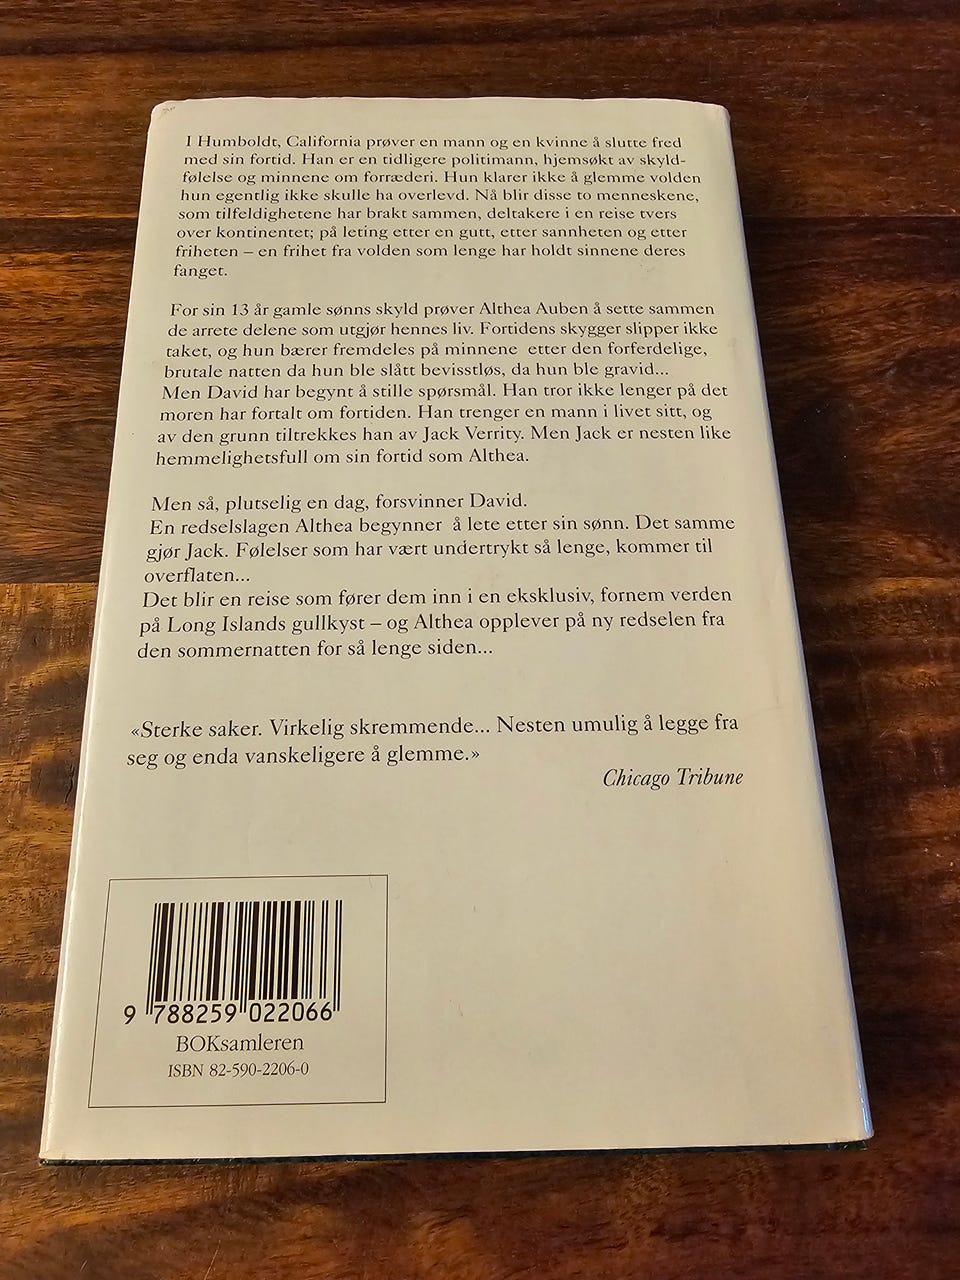 I Humboldt, California prøver en mann og en kvinne å slutte fred
med sin fortid. Han er en tidligere politimann, hjemsøkt av skyld-
følelse og minnene om forræderi. Hun klarer ikke å glemme volden
hun egentlig ikke skulle ha overlevd. Nå blir disse to menneskene,
som tilfeldighetene har brakt sammen, deltakere i en reise tvers
over kontinentet; på leting etter en gutt, etter sannheten og etter
friheten – en frihet fra volden som lenge har holdt sinnene deres
fanget.
For sin 13 år gamle sønns skyld prøver Althea Auben å sette sammen
de arrete delene som utgjør hennes liv. Fortidens skygger slipper ikke
taket, og hun bærer fremdeles på minnene etter den forferdelige,
brutale natten da hun ble slått bevisstløs, da hun ble gravid...
Men David har begynt å stille spørsmål. Han tror ikke lenger på det
moren har fortalt om fortiden. Han trenger en mann i livet sitt, og
av den grunn tiltrekkes han av Jack Verrity. Men Jack er nesten like
hemmelighetsfull om sin fortid som Althea.
Men så, plutselig en dag, forsvinner David.
En redselslagen Althea begynner å lete etter sin sønn. Det samme
gjør Jack. Følelser som har vært undertrykt så lenge, kommer til
overflaten...
Det blir en reise som fører dem inn i en eksklusiv, fornem verden
på Long Islands gullkyst – og Althea opplever på ny redselen fra
den sommernatten for så lenge siden...
«Sterke saker. Virkelig skremmende... Nesten umulig å legge fra
seg og enda vanskeligere å glemme.»
Chicago Tribune
9 788259 022066
BOKsamleren
ISBN 82-590-2206-0